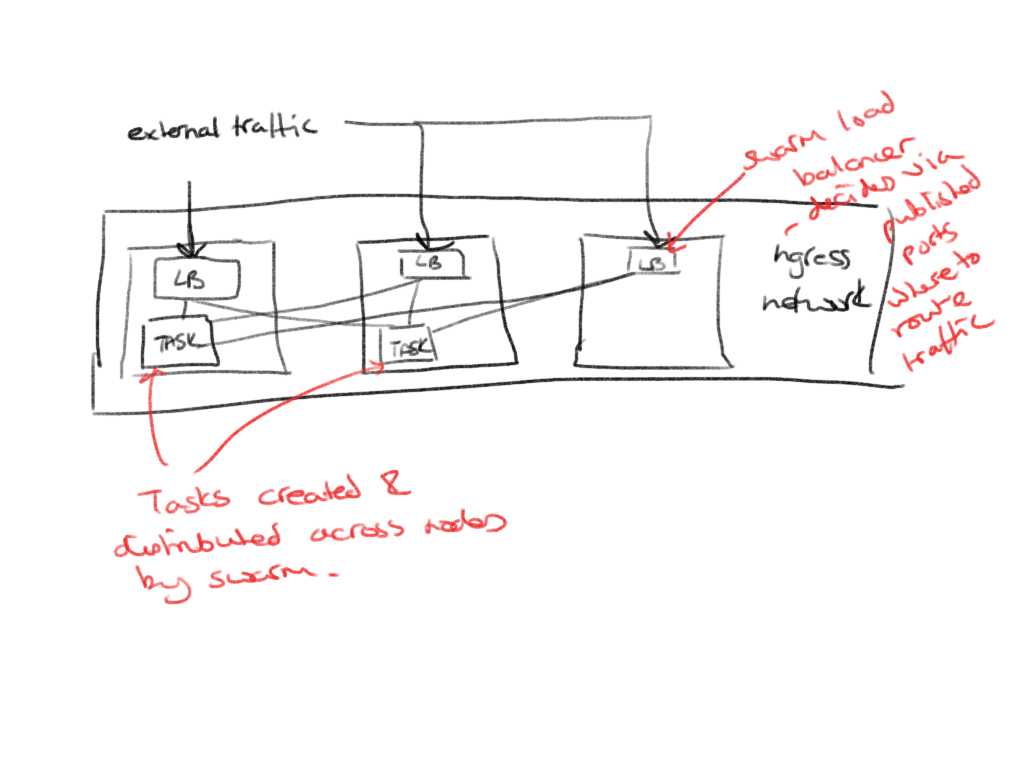 external traffic
swarm load
balancer
decides via
published
ports
where to
route
traffic
LB
LB
LB
ngress
network
TASK
TASK
Tasks created &
distributed across nodes
by swarm.